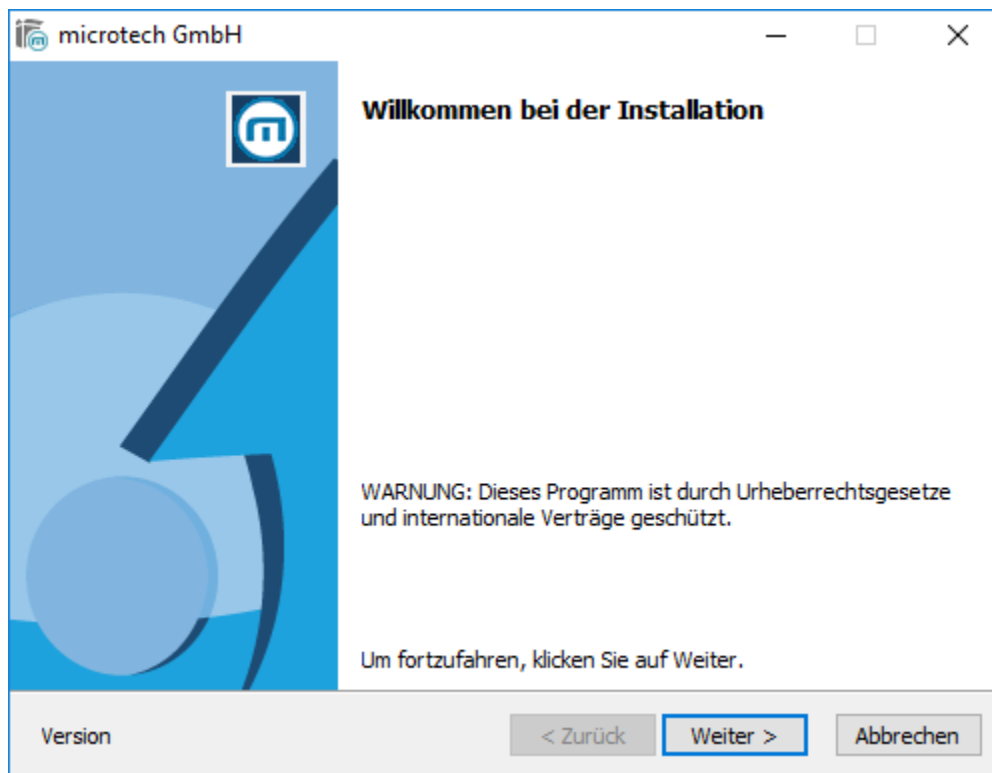 microtech GmbH
Willkommen bei der Installation
WARNUNG: Dieses Programm ist durch Urheberrechtsgesetze
und internationale Verträge geschützt.
Um fortzufahren, klicken Sie auf Weiter.
Version
< Zurück
Weiter >
Abbrechen